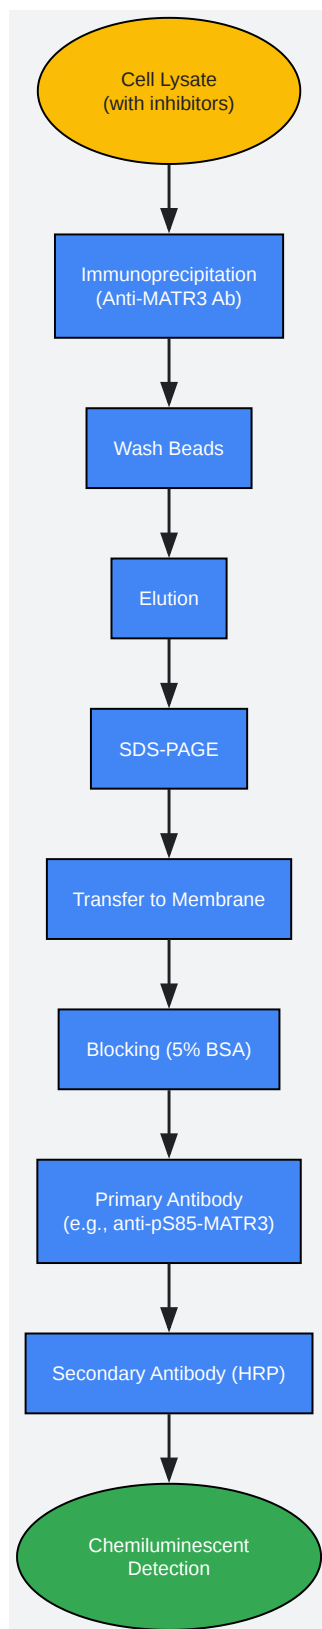 Cell Lysate
(with inhibitors)
Immunoprecipitation
(Anti-MATR3 Ab)
Wash Beads
Elution
SDS-PAGE
Transfer to Membrane
Blocking (5% BSA)
Primary Antibody
(e.g., anti-pS85-MATR3)
Secondary Antibody (HRP)
Chemiluminescent
Detection